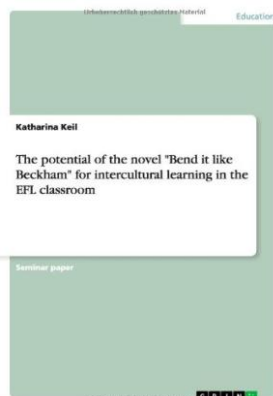 Urheberrechtlich geschütztes Material
Education
Katharina Keil
The potential of the novel "Bend it like
Beckham" for intercultural learning in the
EFL classroom
Seminar paper
GRIN